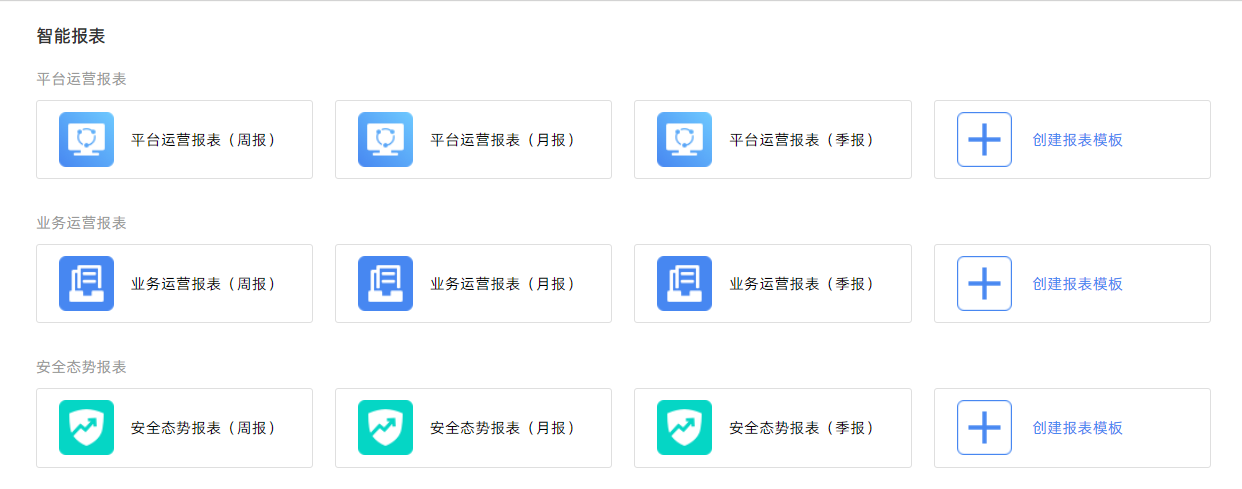 智能报表
平台运营报表
平台运营报表（周报）
平台运营报表（月报）
平台运营报表（季报）
创建报表模板
业务运营报表
业务运营报表（周报）
业务运营报表（月报）
业务运营报表（季报）
创建报表模板
安全态势报表
安全态势报表（周报）
安全态势报表（月报）
安全态势报表（季报）
创建报表模板